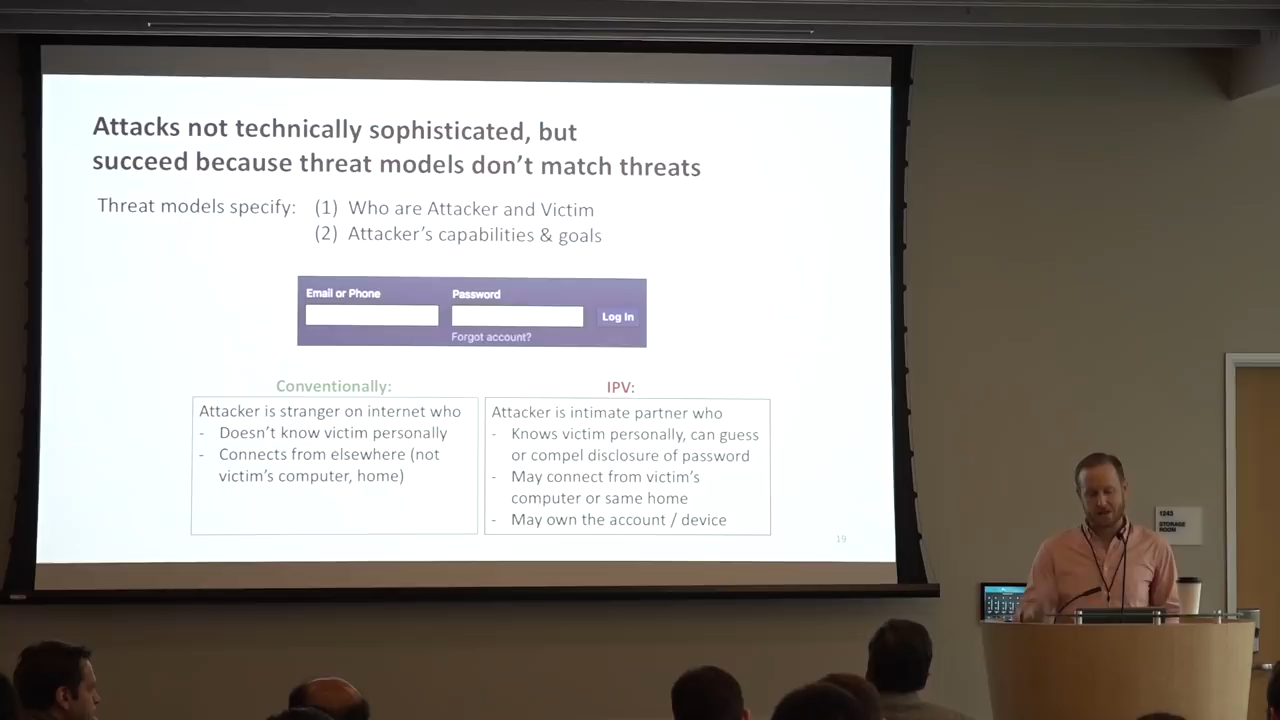 Attacks not technically sophisticated, but
succeed because threat models don't match threats
Threat models specify: (1) Who are Attacker and Victim
(2) Attacker's capabilities & goals
Email or Phone Password
Log In
Forgot account?
Conventionally:
Attacker is stranger on internet who
- Doesn't know victim personally
- Connects from elsewhere (not
victim's computer, home)
IPV:
Attacker is intimate partner who
- Knows victim personally, can guess
or compel disclosure of password
- May connect from victim's
computer or same home
- May own the account / device
19
1243
STORAGE
ROOM